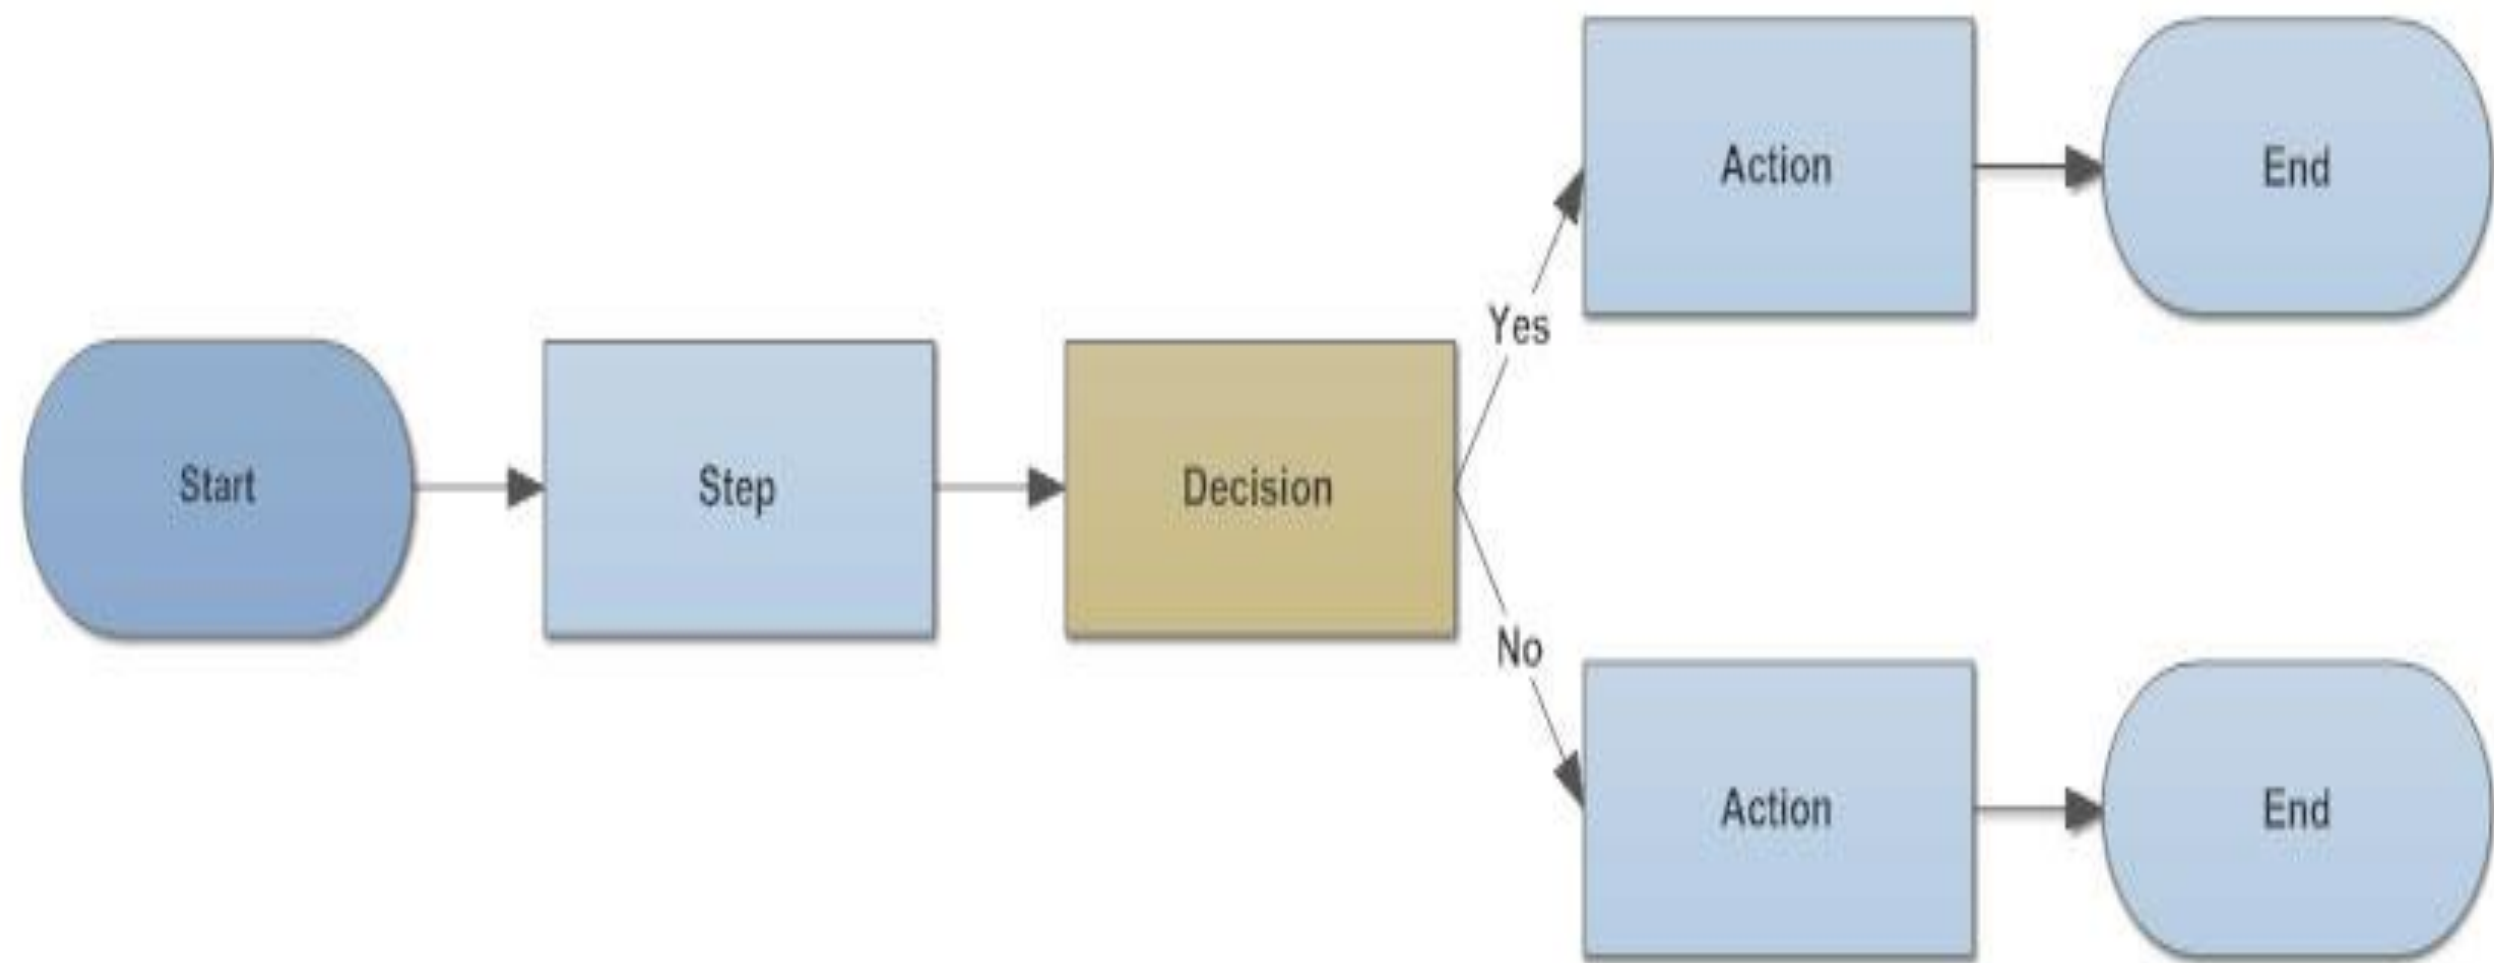 Start
Step
Decision
Yes
Action
End
No
Action
End